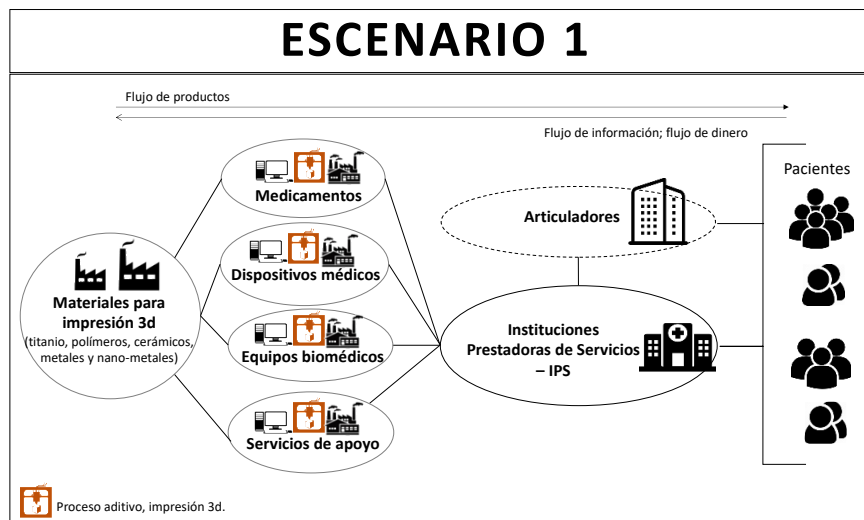 ESCENARIO 1
Flujo de productos
Flujo de información; flujo de dinero
Pacientes
Medicamentos
Articuladores
Dispositivos médicos
Materiales para
impresión 3d
(titanio, polímeros, cerámicos,
metales y nano-metales)
Instituciones
Prestadoras de Servicios
– IPS
Equipos biomédicos
Servicios de apoyo
Proceso aditivo, impresión 3d.